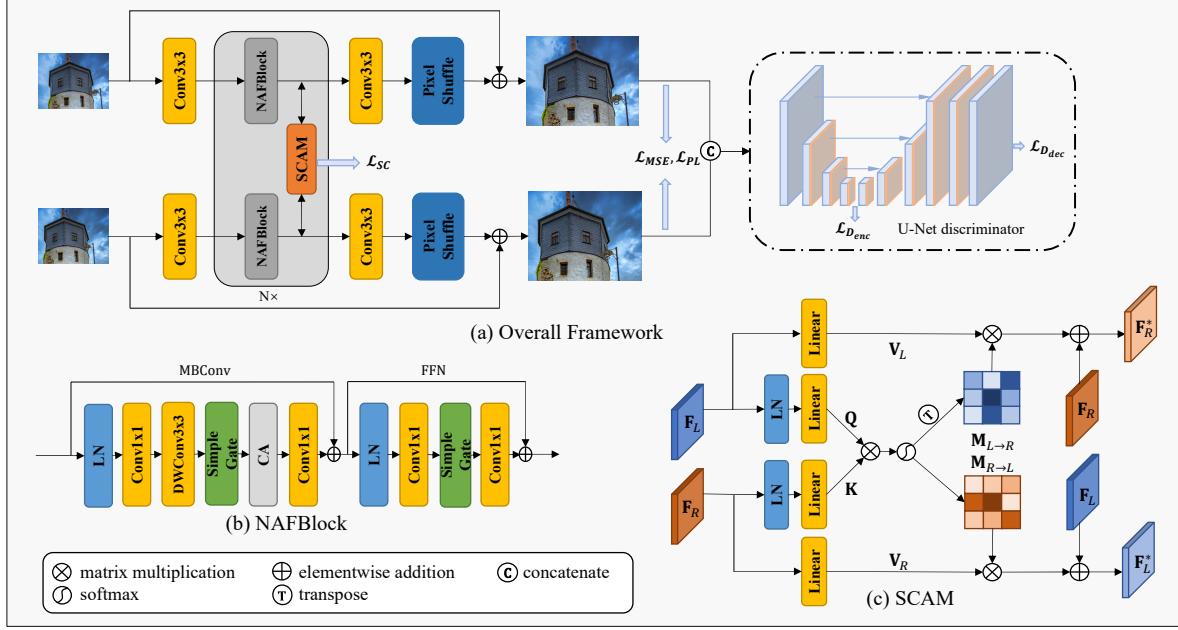 Conv3x3
NAFBlock
Conv3x3
Pixel
Shuffle
SCAM
ℒ_SC
ℒ_MSE, ℒ_PL
C
ℒ_D_dec
ℒ_D_enc
U-Net discriminator
Conv3x3
NAFBlock
Conv3x3
Pixel
Shuffle
N×
(a) Overall Framework
MBConv
FFN
LN
Conv1x1
DWConv3x3
Simple
Gate
CA
Conv1x1
LN
Conv1x1
Simple
Gate
Conv1x1
(b) NAFBlock
matrix multiplication
elementwise addition
C concatenate
softmax
T transpose
F_L
F_R
Linear
V_L
LN
Linear
Q
LN
Linear
K
Linear
V_R
T
M_L→R
M_R→L
F_R
F_L
F_R^*
F_L^*
(c) SCAM